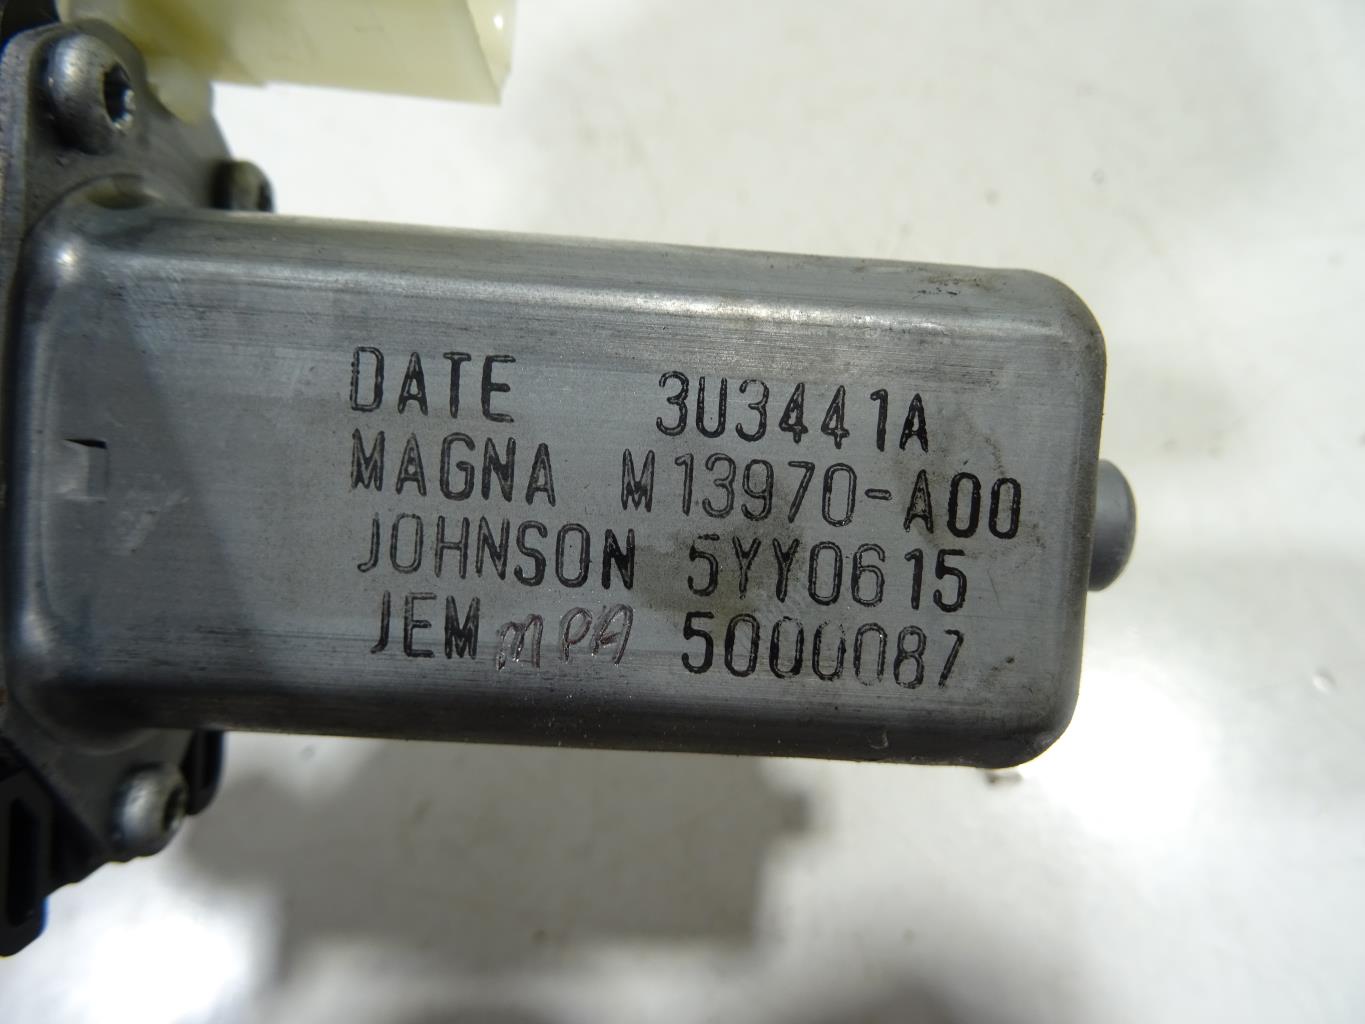 DATE 3U3441A
MAGNA M13970-A00
JOHNSON 5YY0615
JEM MPA 5000087